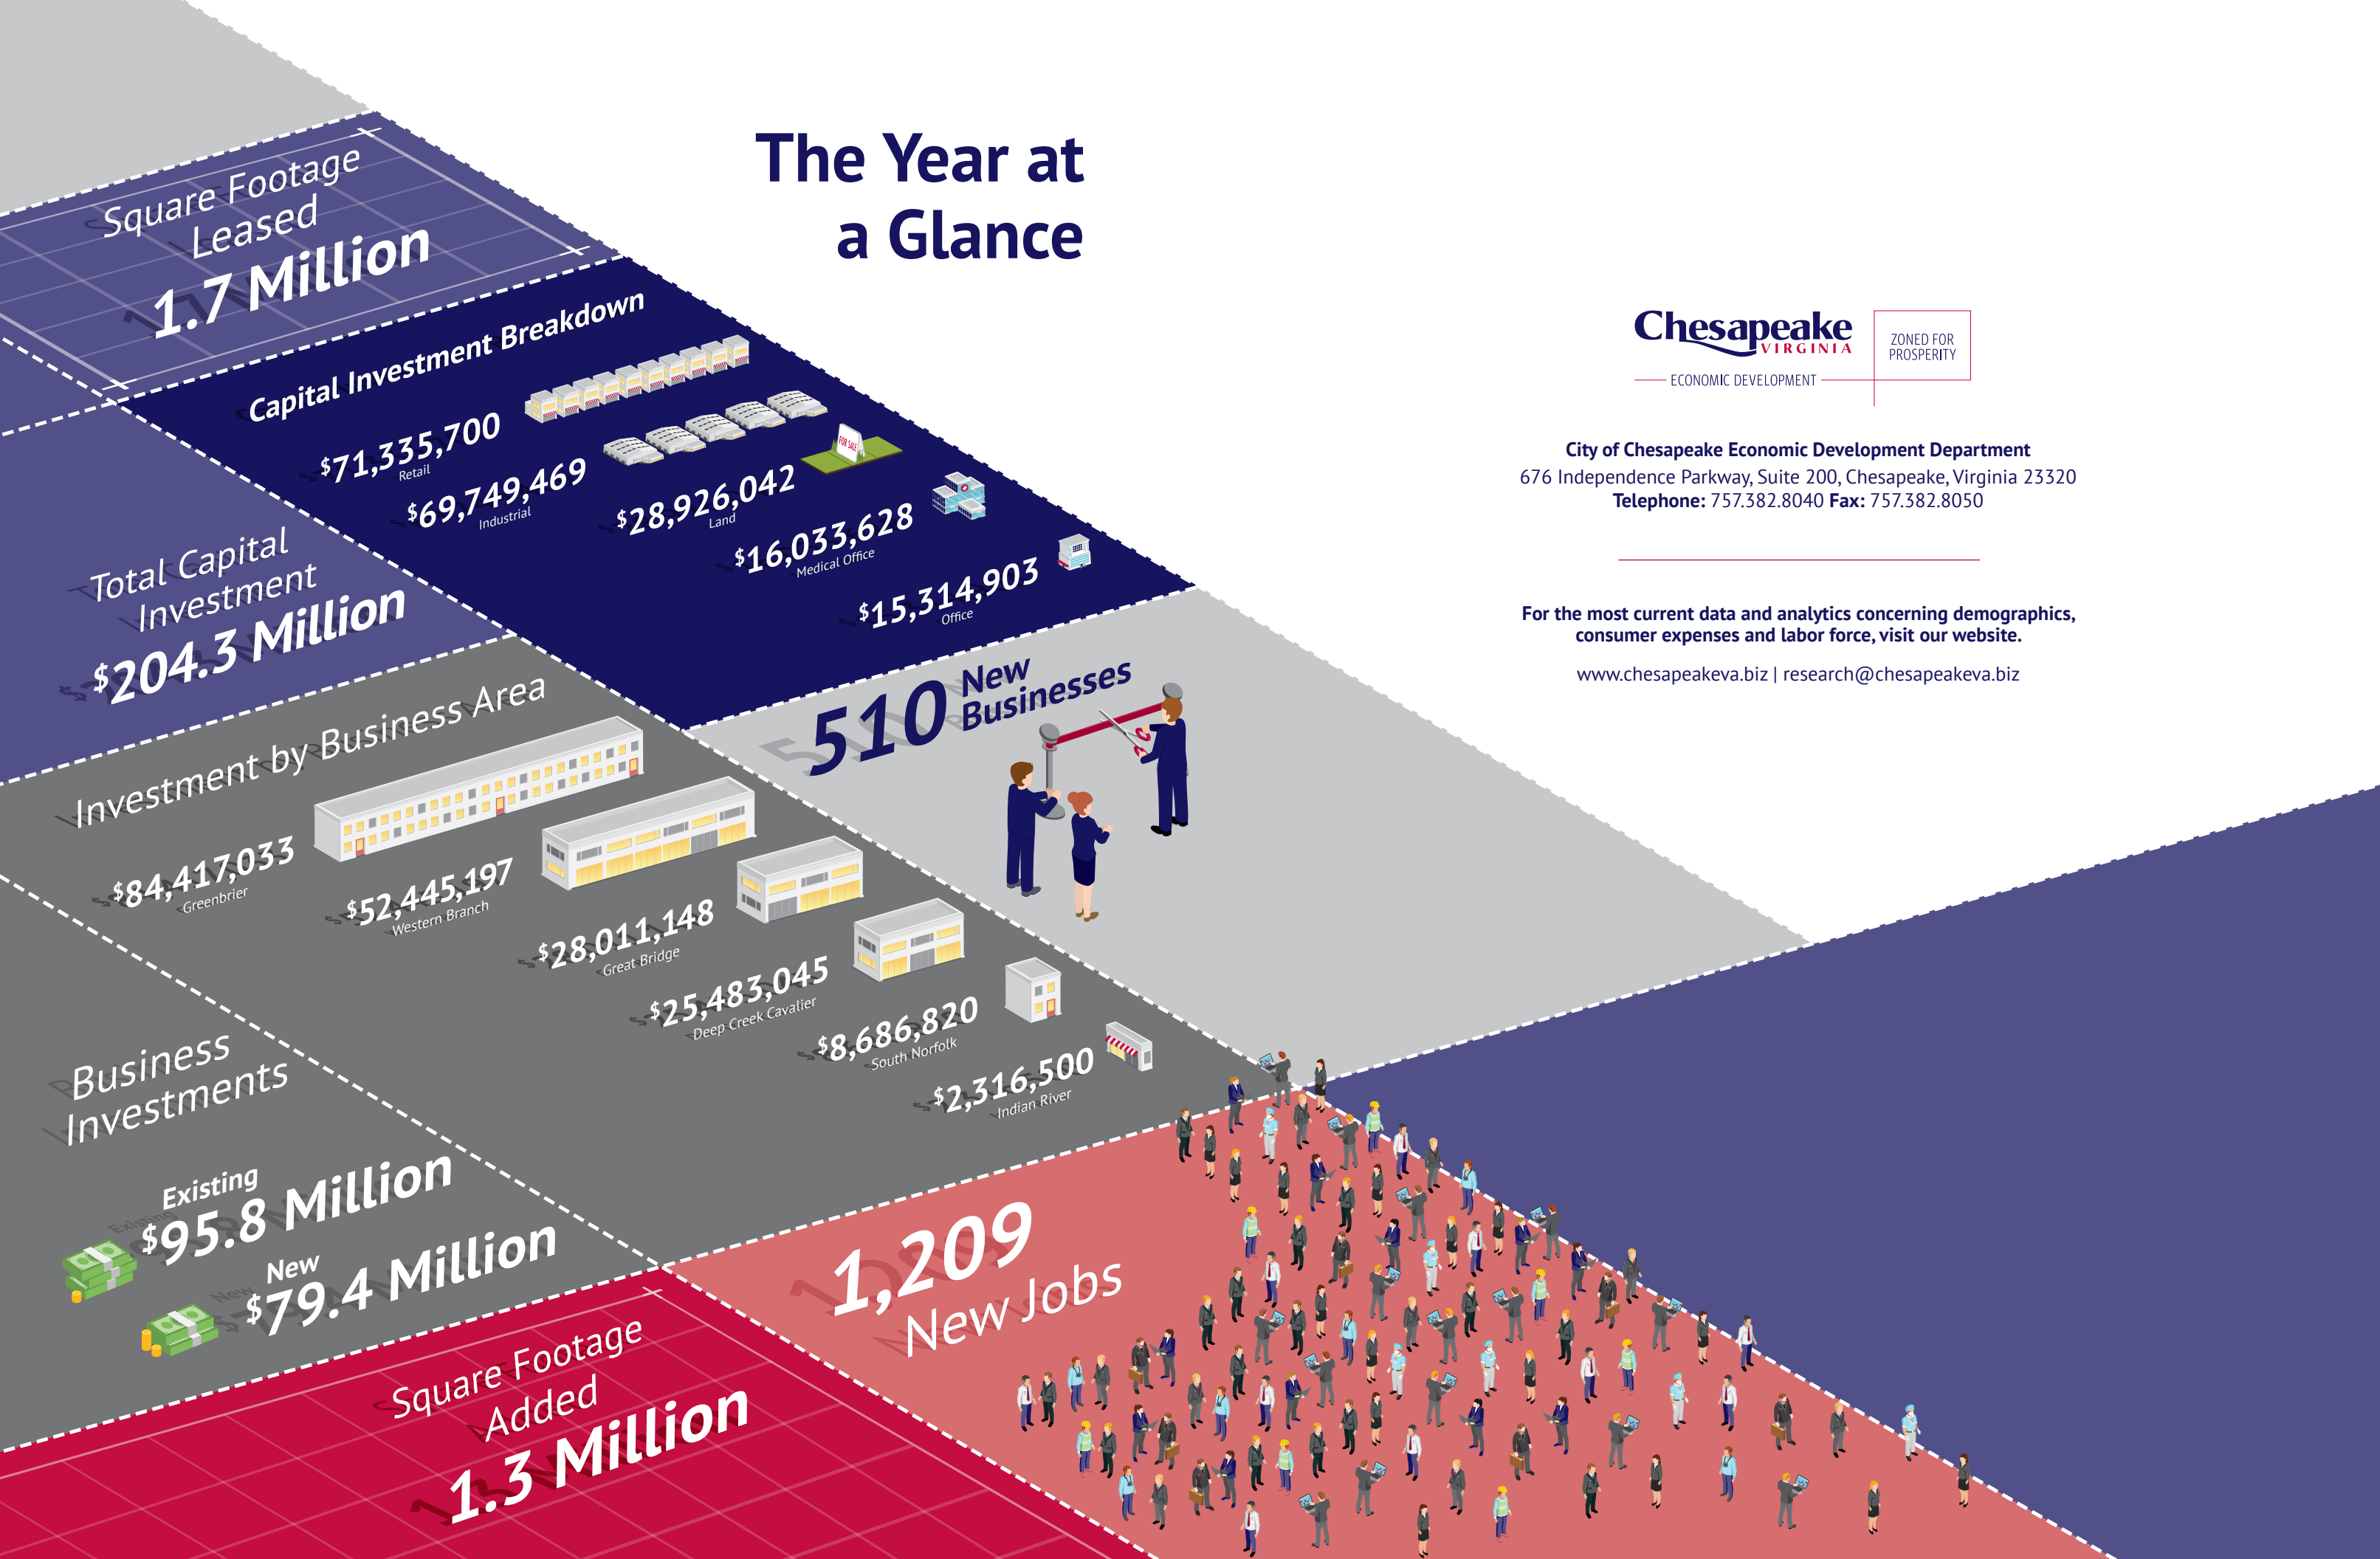 The Year at
a Glance
Square Footage
Leased
1.7 Million
Capital Investment Breakdown
$71,335,700
Retail
$69,749,469
Industrial
FOR SALE
$28,926,042
Land
$16,033,628
Medical Office
$15,314,903
Office
Total Capital
Investment
$204.3 Million
510 New
Businesses
Investment by Business Area
$84,417,033
Greenbrier
$52,445,197
Western Branch
$28,011,148
Great Bridge
$25,483,045
Deep Creek Cavalier
$8,686,820
South Norfolk
$2,316,500
Indian River
Business
Investments
Existing
$95.8 Million
New
$79.4 Million
Square Footage
Added
1.3 Million
1,209
New Jobs
Chesapeake
VIRGINIA
ECONOMIC DEVELOPMENT
ZONED FOR
PROSPERITY
City of Chesapeake Economic Development Department
676 Independence Parkway, Suite 200, Chesapeake, Virginia 23320
Telephone: 757.382.8040 Fax: 757.382.8050
For the most current data and analytics concerning demographics,
consumer expenses and labor force, visit our website.
www.chesapeakeva.biz | research@chesapeakeva.biz